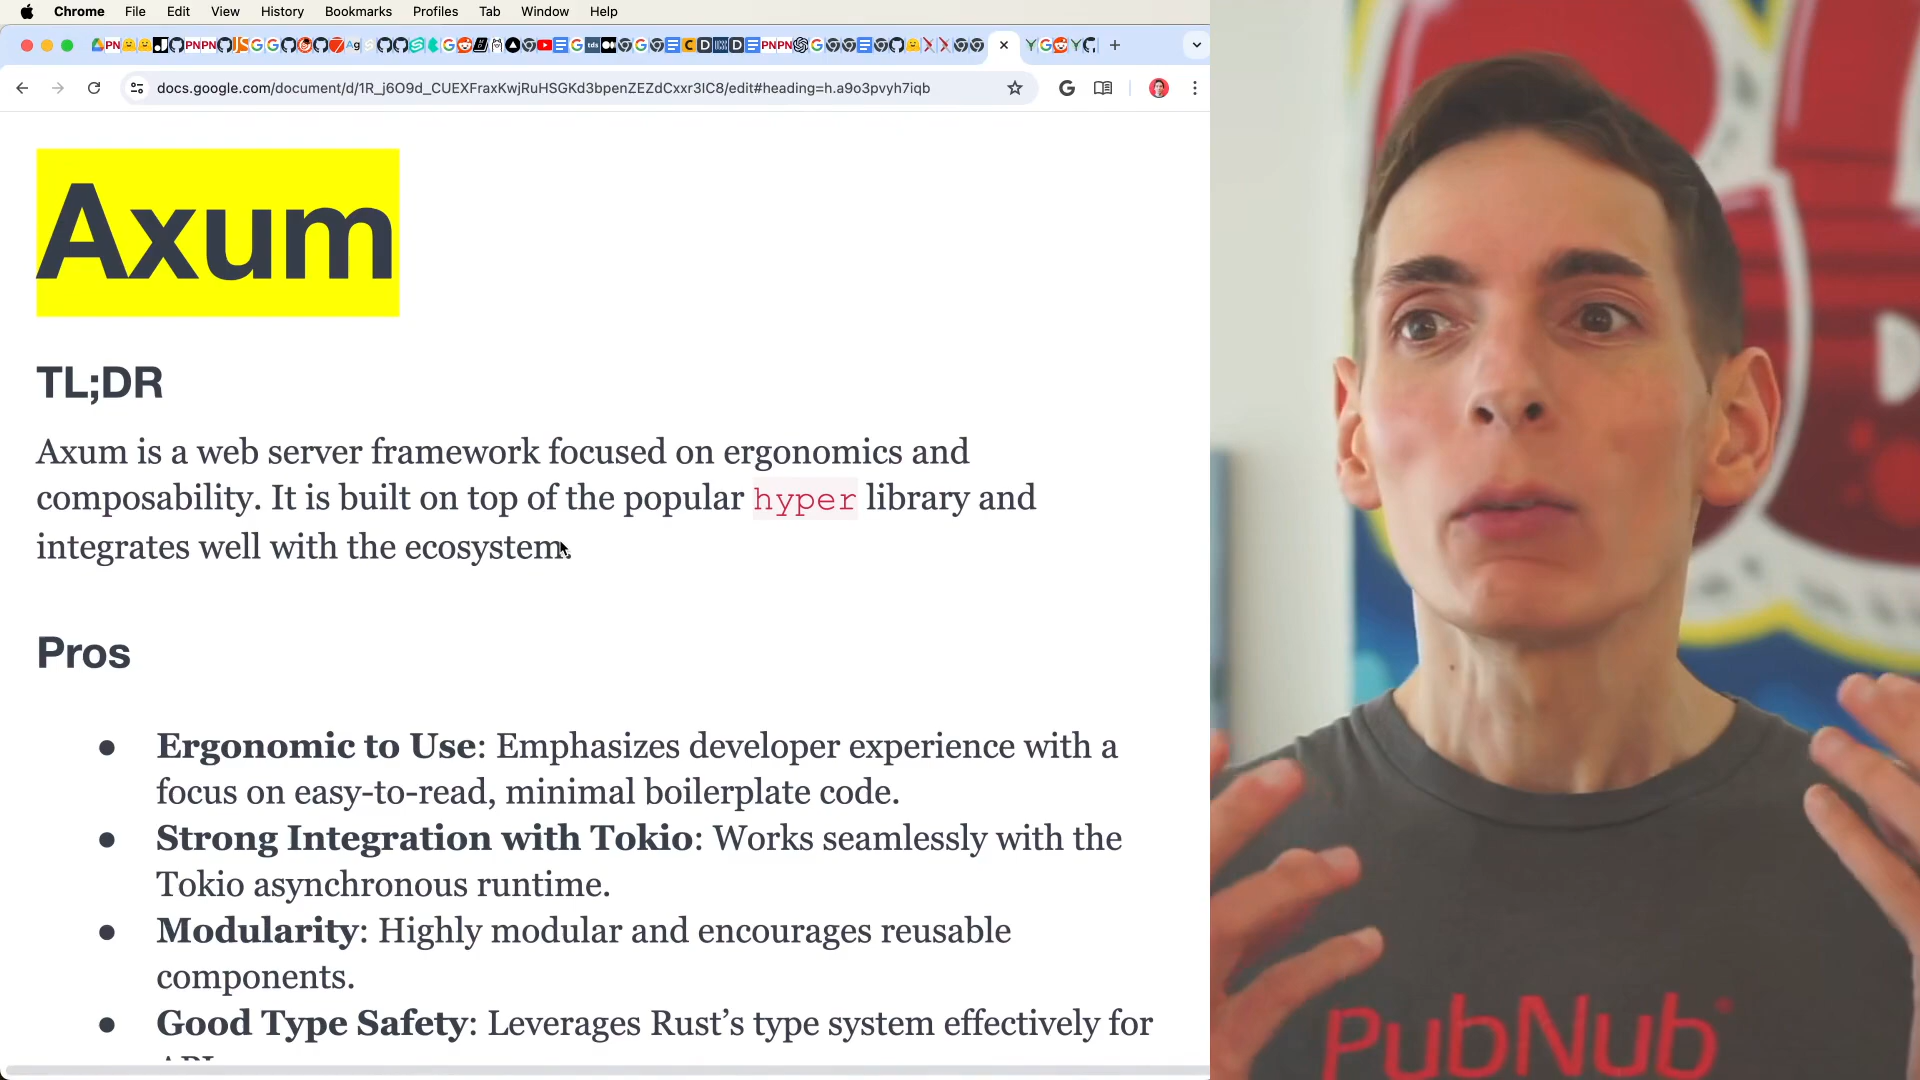 Chrome File Edit View History Bookmarks Profiles Tab Window Help
docs.google.com/document/d/1R_j6O9d_CUEXFraxKwjRuHSGKd3bpenZEZdCxxr3lC8/edit#heading=h.a9o3pvyh7iqb
Axum
TL;DR
Axum is a web server framework focused on ergonomics and
composability. It is built on top of the popular hyper library and
integrates well with the ecosystem.
Pros
● Ergonomic to Use: Emphasizes developer experience with a
focus on easy-to-read, minimal boilerplate code.
● Strong Integration with Tokio: Works seamlessly with the
Tokio asynchronous runtime.
● Modularity: Highly modular and encourages reusable
components.
● Good Type Safety: Leverages Rust’s type system effectively for
PubNub